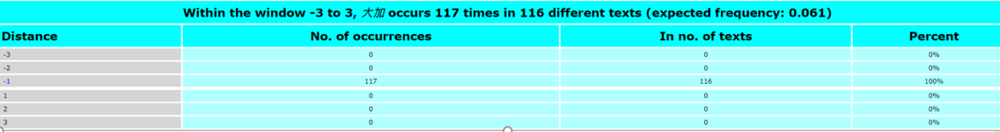 Within the window -3 to 3, 大加 occurs 117 times in 116 different texts (expected frequency: 0.061)
Distance No. of occurrences In no. of texts Percent
-3 0 0 0%
-2 0 0 0%
-1 117 116 100%
1 0 0 0%
2 0 0 0%
3 0 0 0%